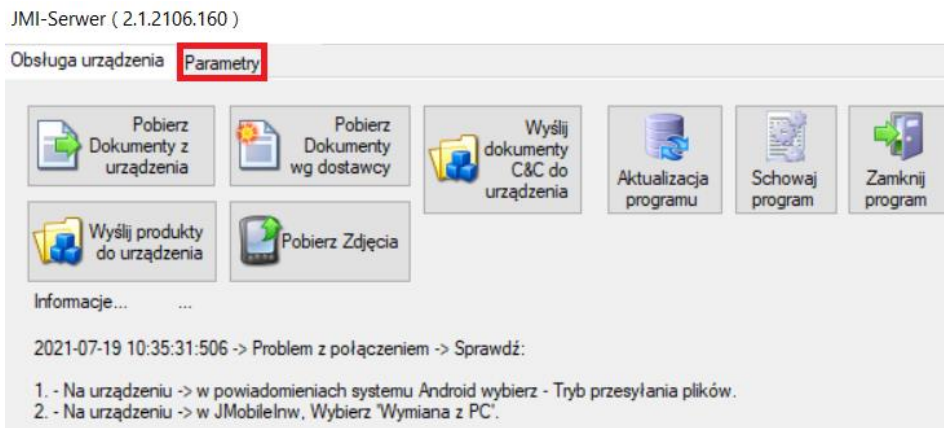 JMI-Serwer ( 2.1.2106.160 )
Obsługa urządzenia Parametry
Pobierz
Dokumenty z
urządzenia
Pobierz
Dokumenty
wg dostawcy
Wyślij
dokumenty
C&C do
urządzenia
Aktualizacja
programu
Schowaj
program
Zamknij
program
Wyślij produkty
do urządzenia
Pobierz Zdjęcia
Informacje... ...
2021-07-19 10:35:31:506 -> Problem z połączeniem -> Sprawdź:
1. - Na urządzeniu -> w powiadomieniach systemu Android wybierz - Tryb przesyłania plików.
2. - Na urządzeniu -> w JMobileInw, Wybierz "Wymiana z PC".